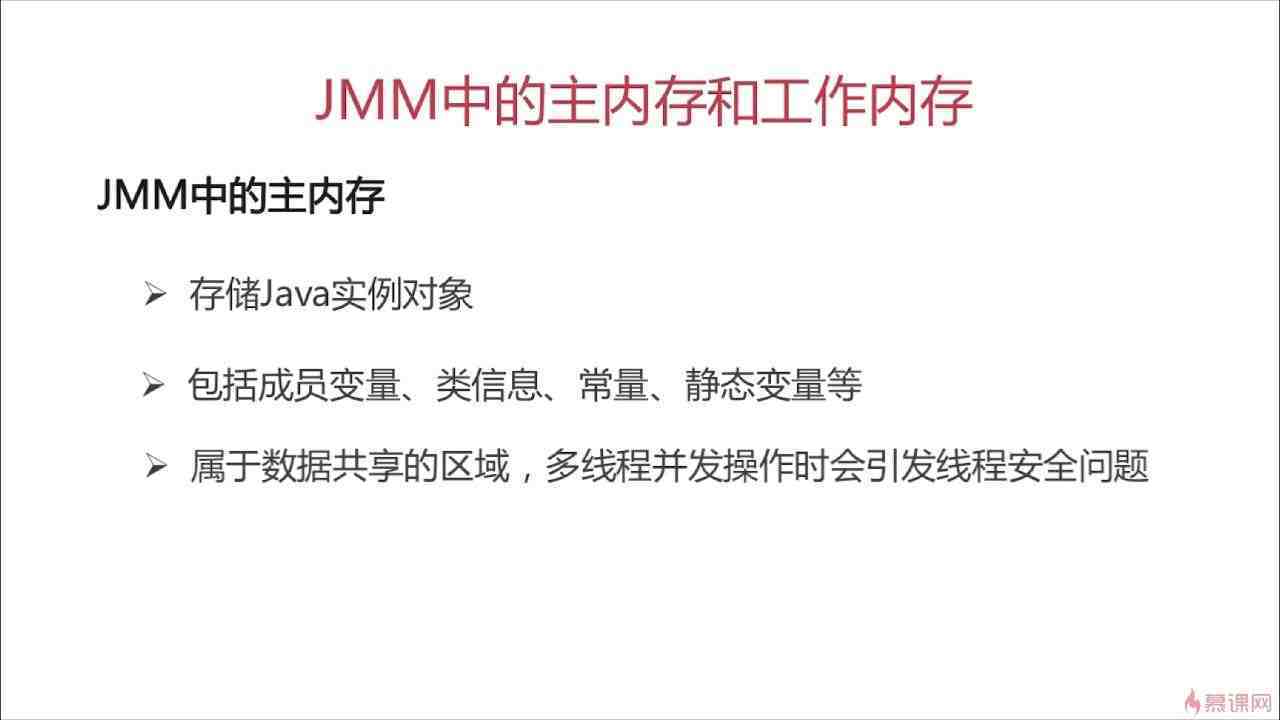 JMM中的主内存和工作内存
JMM中的主内存
存储Java实例对象
包括成员变量、类信息、常量、静态变量等
属于数据共享的区域，多线程并发操作时会引发线程安全问题
慕课网